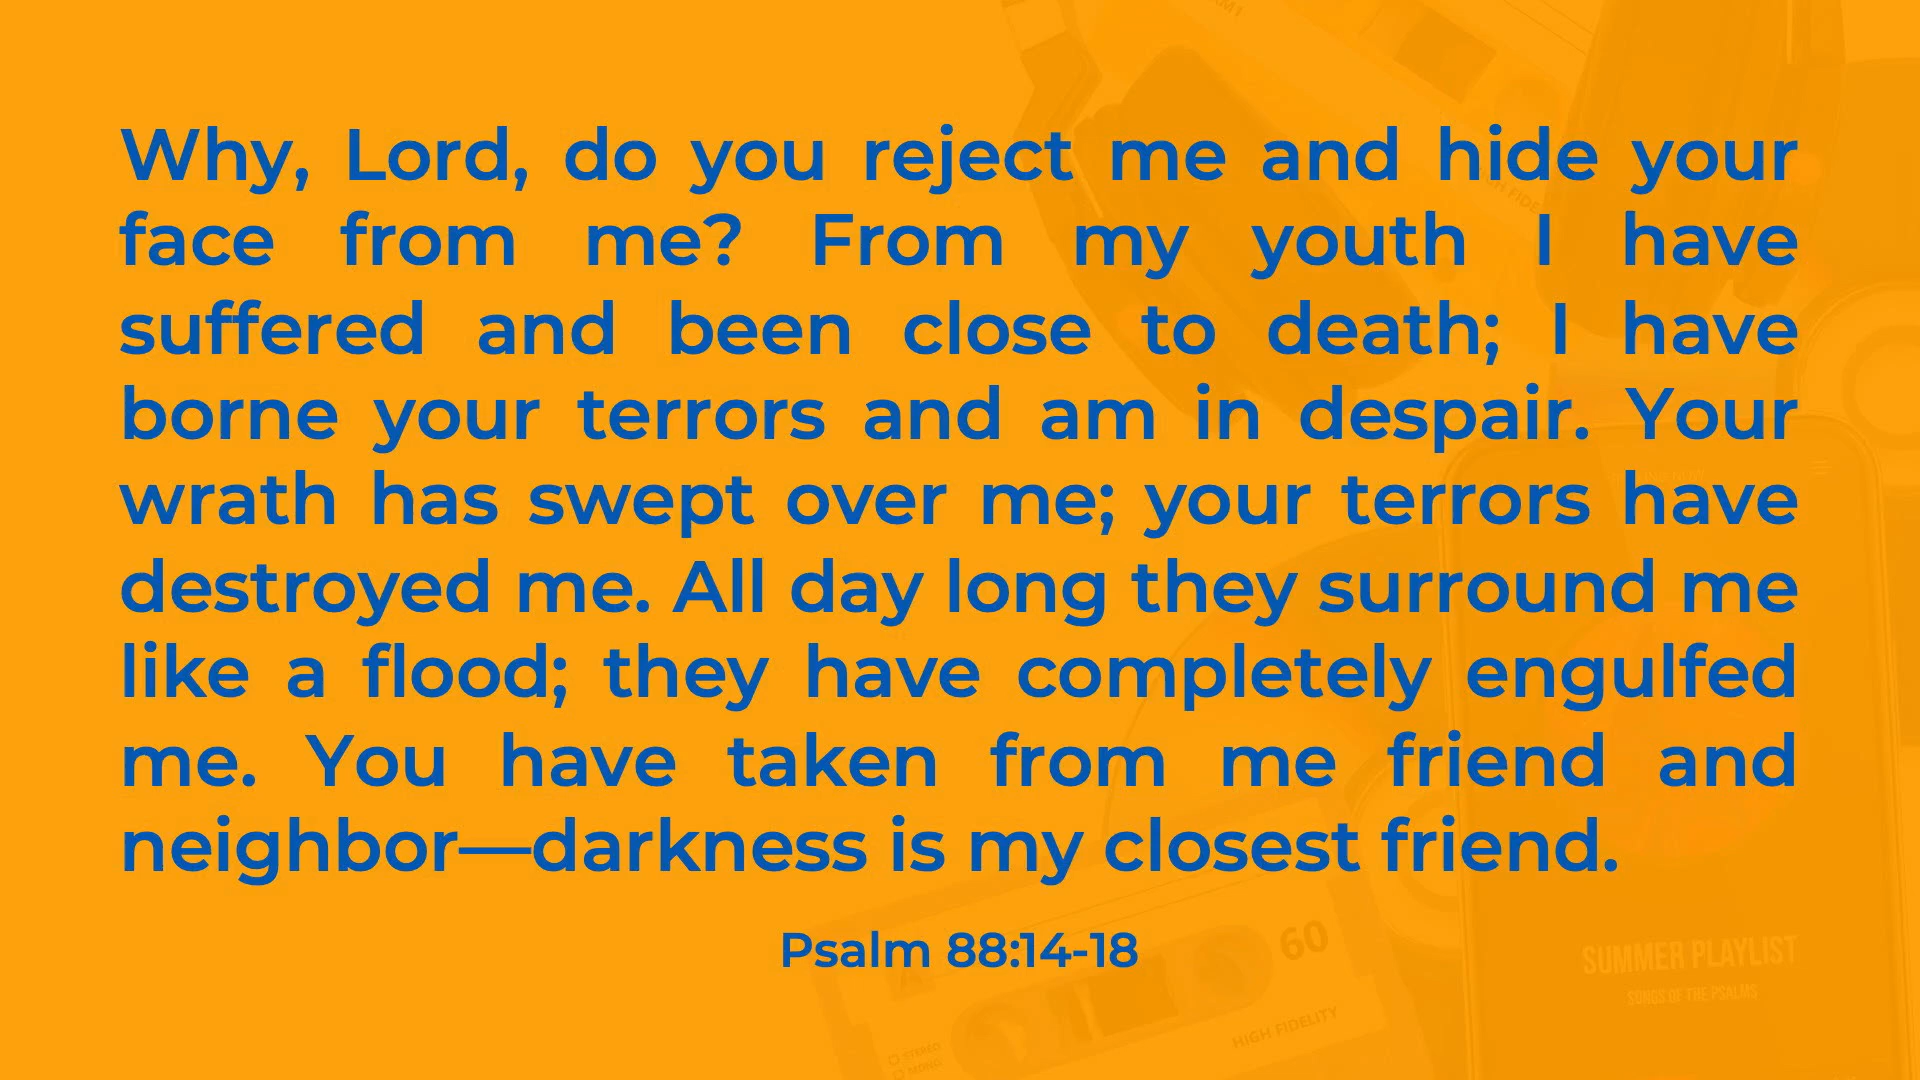 Why, Lord, do you reject me and hide your
face from me? From my youth I have
suffered and been close to death; I have
borne your terrors and am in despair. Your
wrath has swept over me; your terrors have
destroyed me. All day long they surround me
like a flood; they have completely engulfed
me. You have taken from me friend and
neighbor—darkness is my closest friend.
Psalm 88:14-18
A
60
HIGH FIDELITY
STEREO
MONO
SUMMER PLAYLIST
SONGS OF THE PSALMS